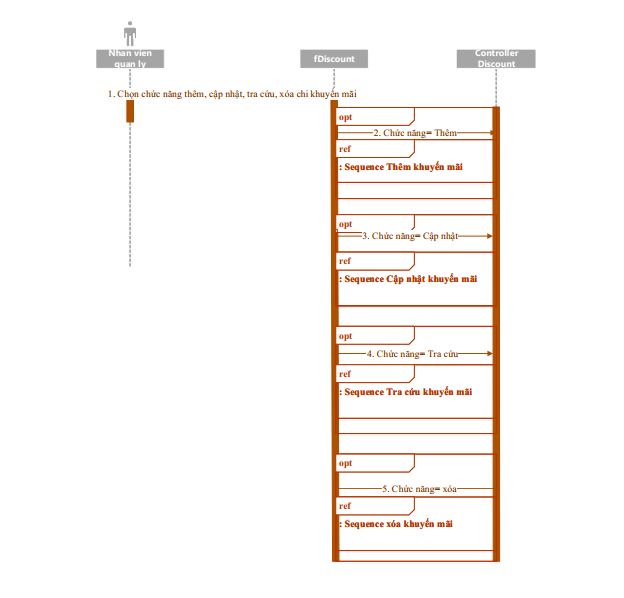 Nhân viên
quan ly
fDiscount
Controller
Discount
1. Chọn chức năng thêm, cập nhật, tra cứu, xóa chi khuyến mãi
opt
2. Chức năng= Thêm
ref
: Sequence Thêm khuyến mãi
opt
3. Chức năng= Cập nhật
ref
: Sequence Cập nhật khuyến mãi
opt
4. Chức năng= Tra cứu
ref
: Sequence Tra cứu khuyến mãi
opt
5. Chức năng= xóa
ref
: Sequence xóa khuyến mãi